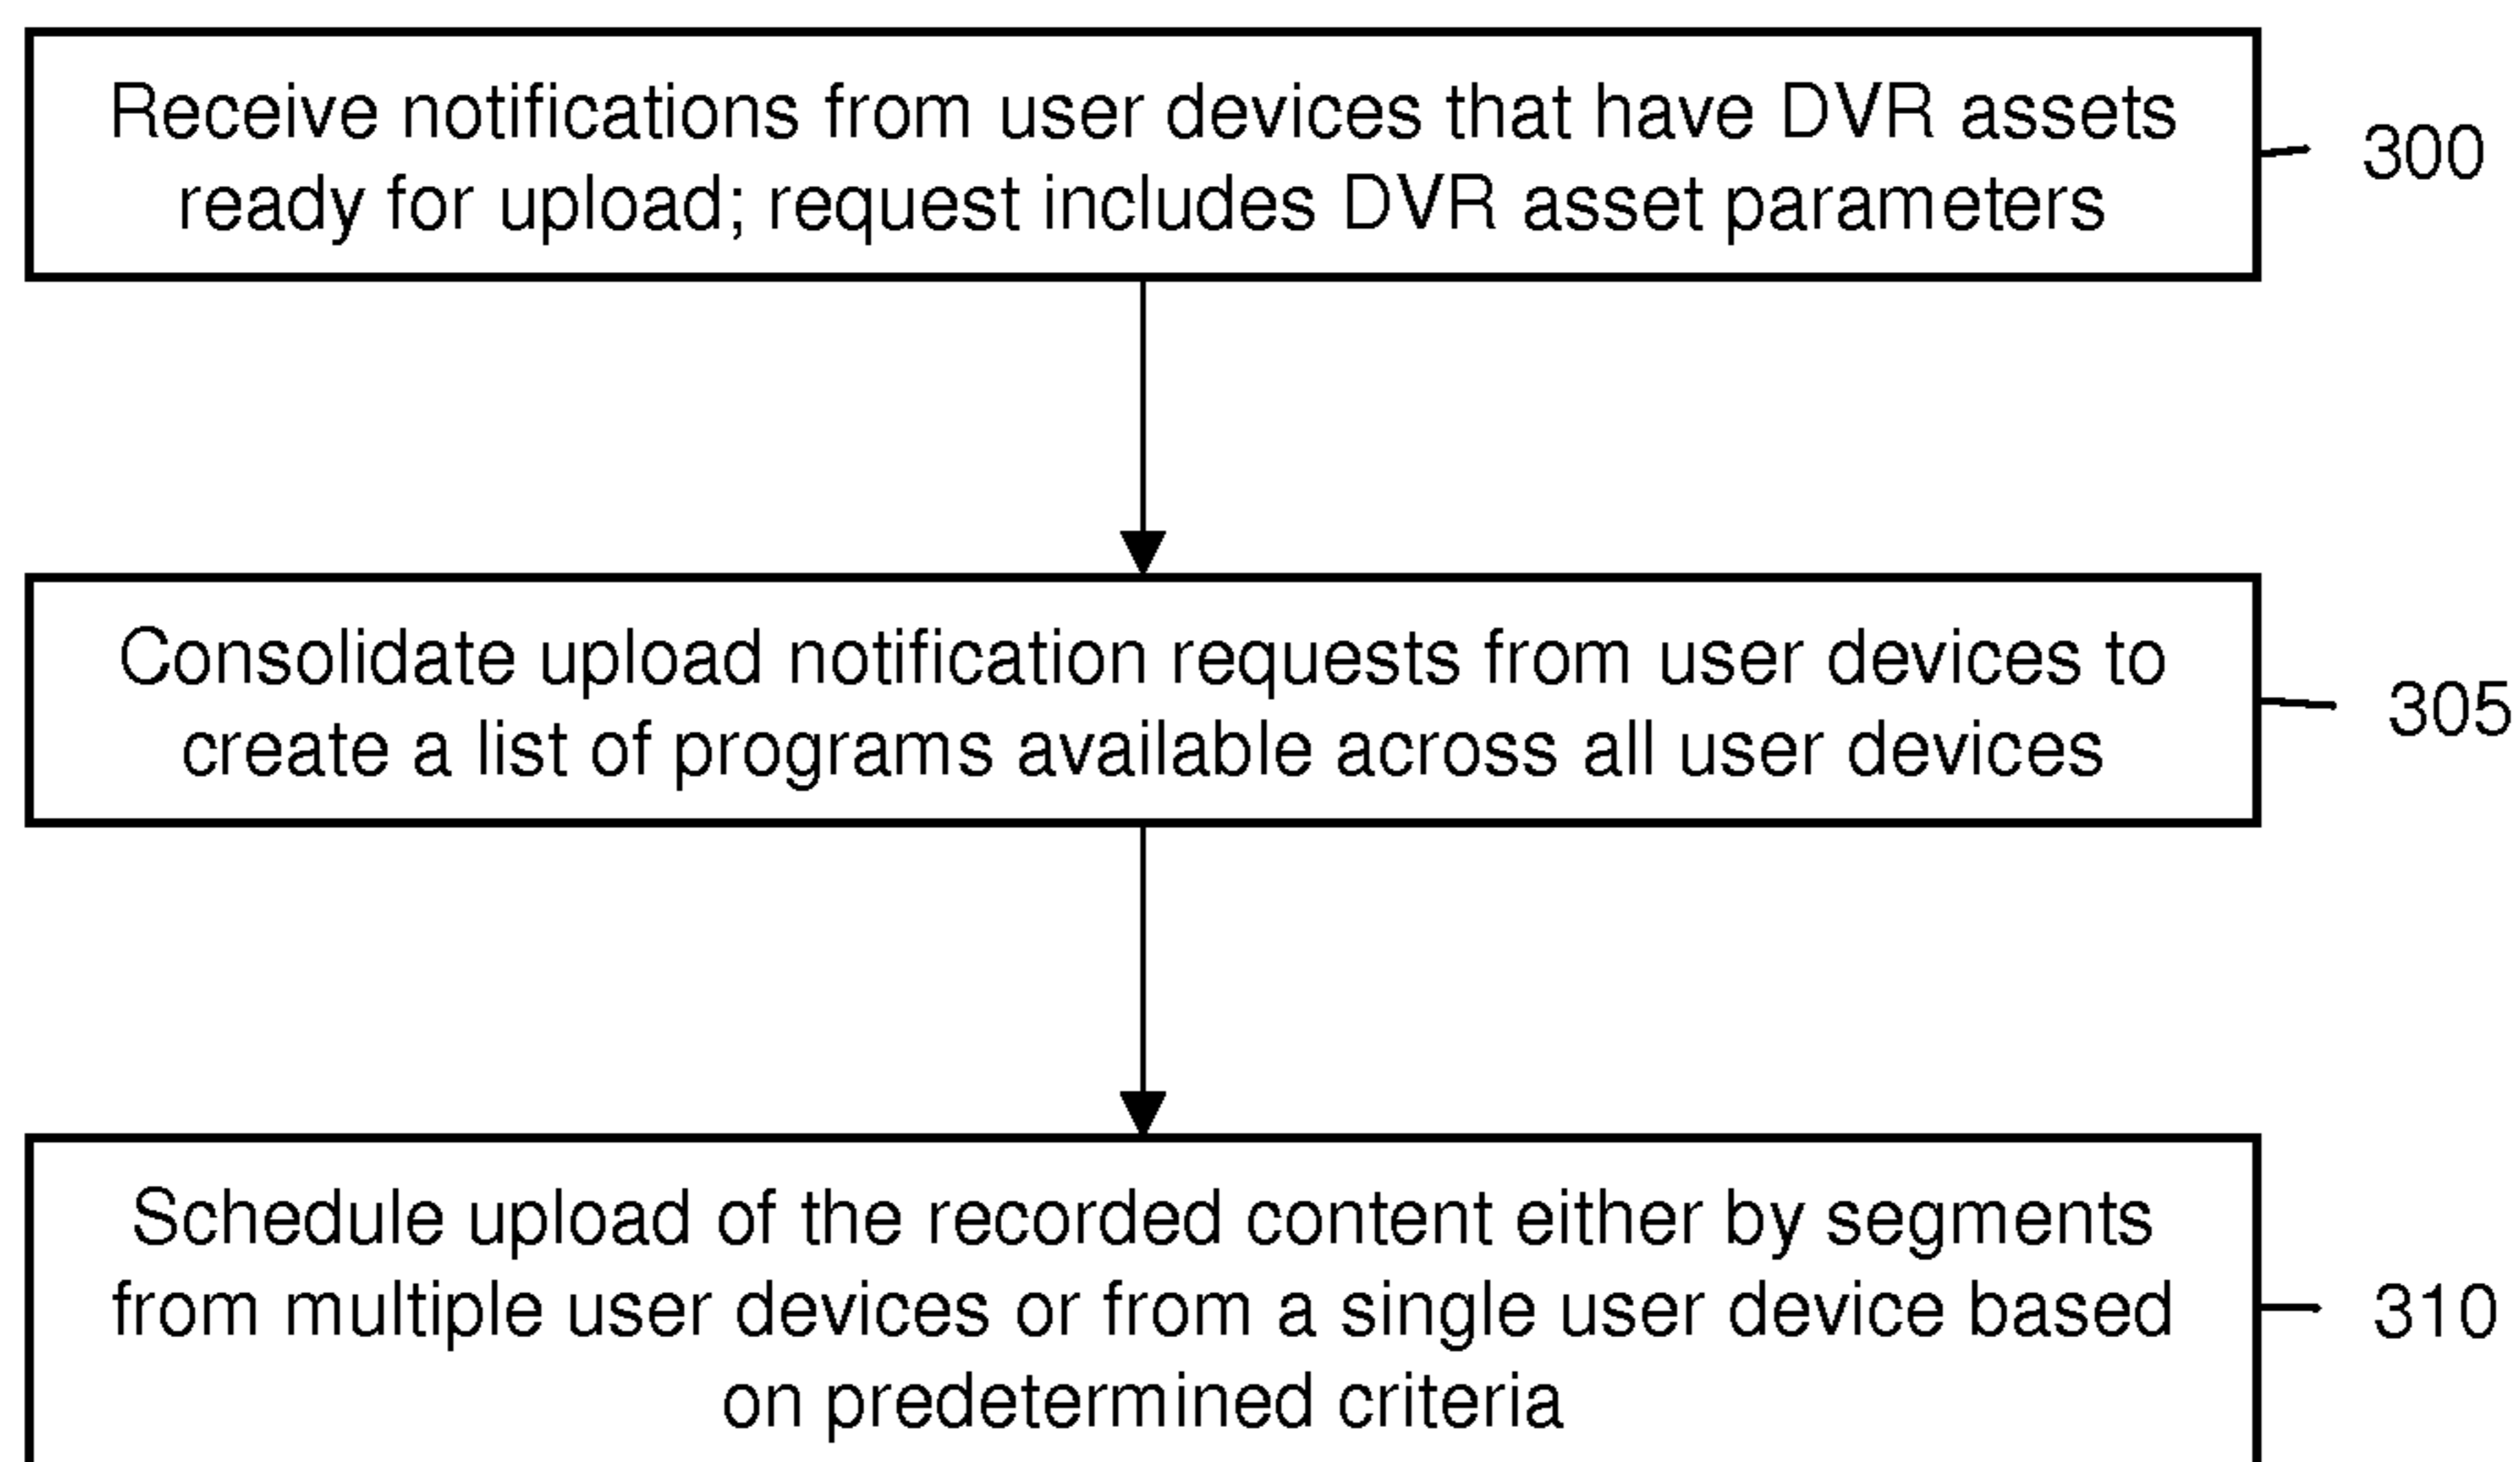 Receive notifications from user devices that have DVR assets
ready for upload; request includes DVR asset parameters
300
Consolidate upload notification requests from user devices to
create a list of programs available across all user devices
305
Schedule upload of the recorded content either by segments
from multiple user devices or from a single user device based
on predetermined criteria
310